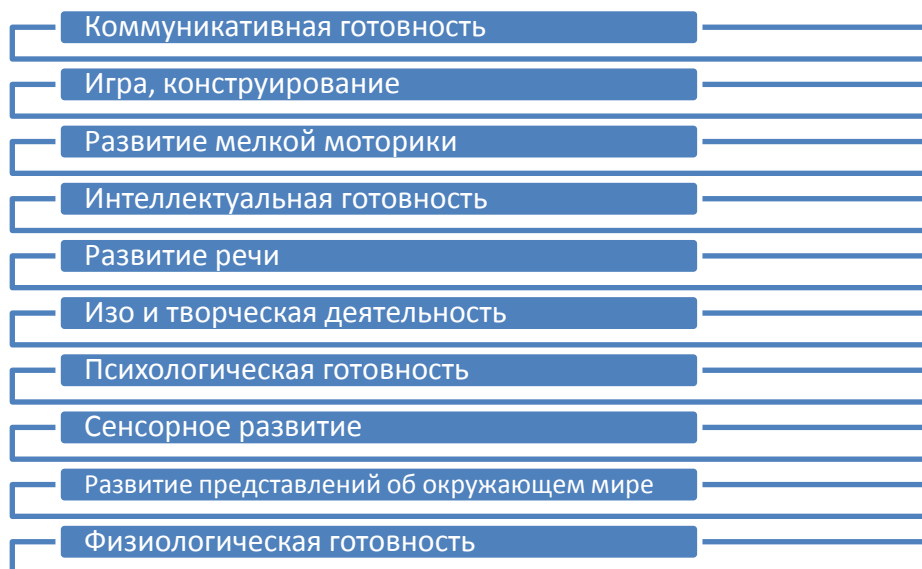 Коммуникативная готовность
Игра, конструирование
Развитие мелкой моторики
Интеллектуальная готовность
Развитие речи
Изо и творческая деятельность
Психологическая готовность
Сенсорное развитие
Развитие представлений об окружающем мире
Физиологическая готовность